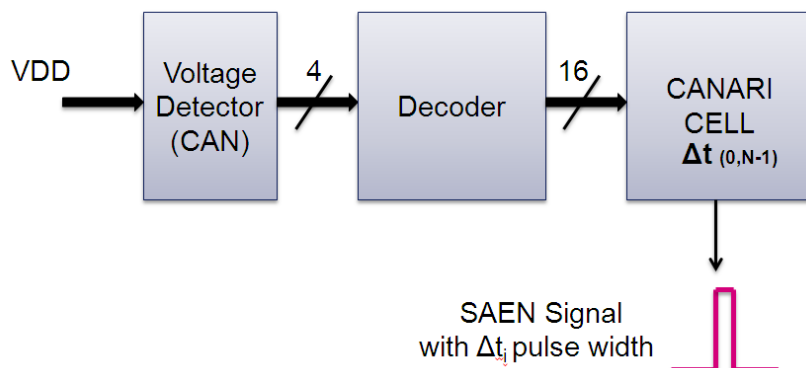 VDD
Voltage
Detector
(CAN)
4
Decoder
16
CANARI
CELL
Δt (0,N-1)
SAEN Signal
with Δti pulse width